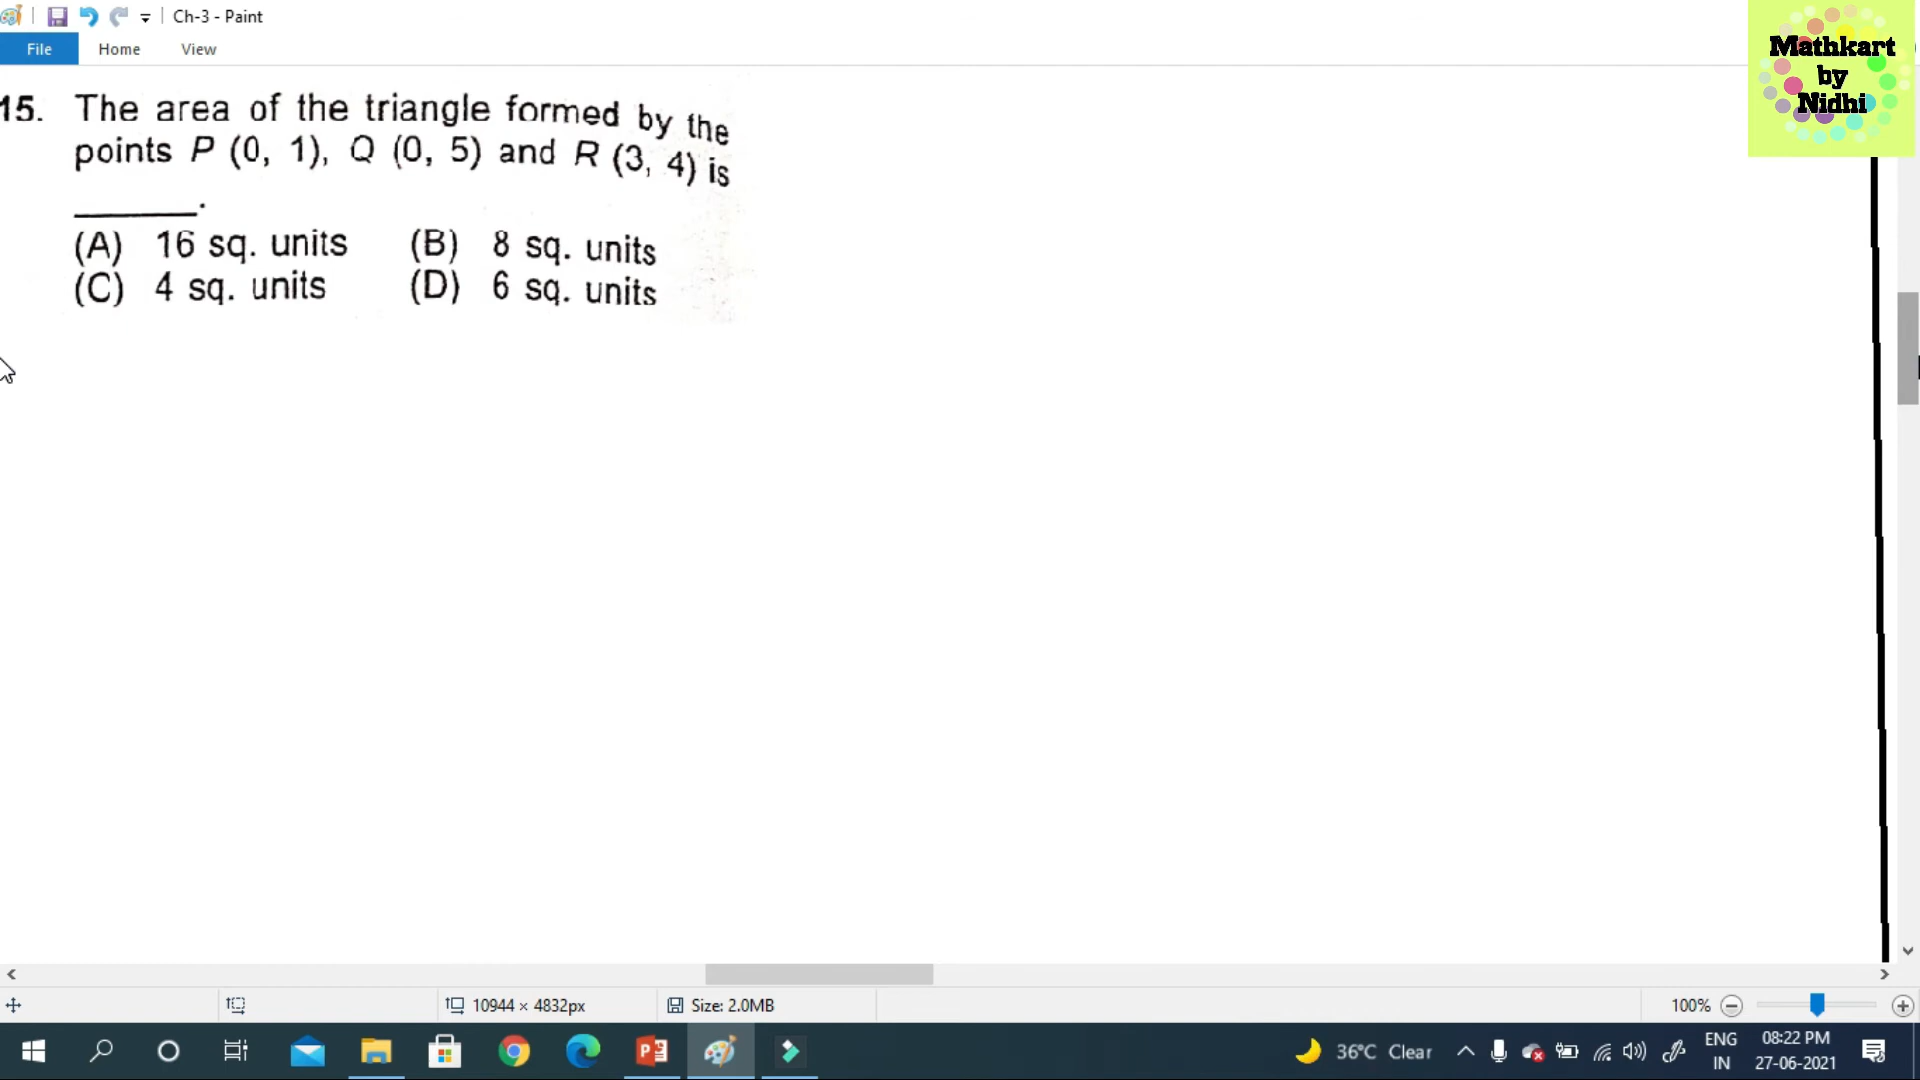 Ch-3 - Paint
File Home View
Mathkart
by
Nidhi
15. The area of the triangle formed by the
points P (0, 1), Q (0, 5) and R (3, 4) is
______.
(A) 16 sq. units (B) 8 sq. units
(C) 4 sq. units (D) 6 sq. units
10944 × 4832px Size: 2.0MB 100%
36°C Clear ENG 08:22 PM
IN 27-06-2021